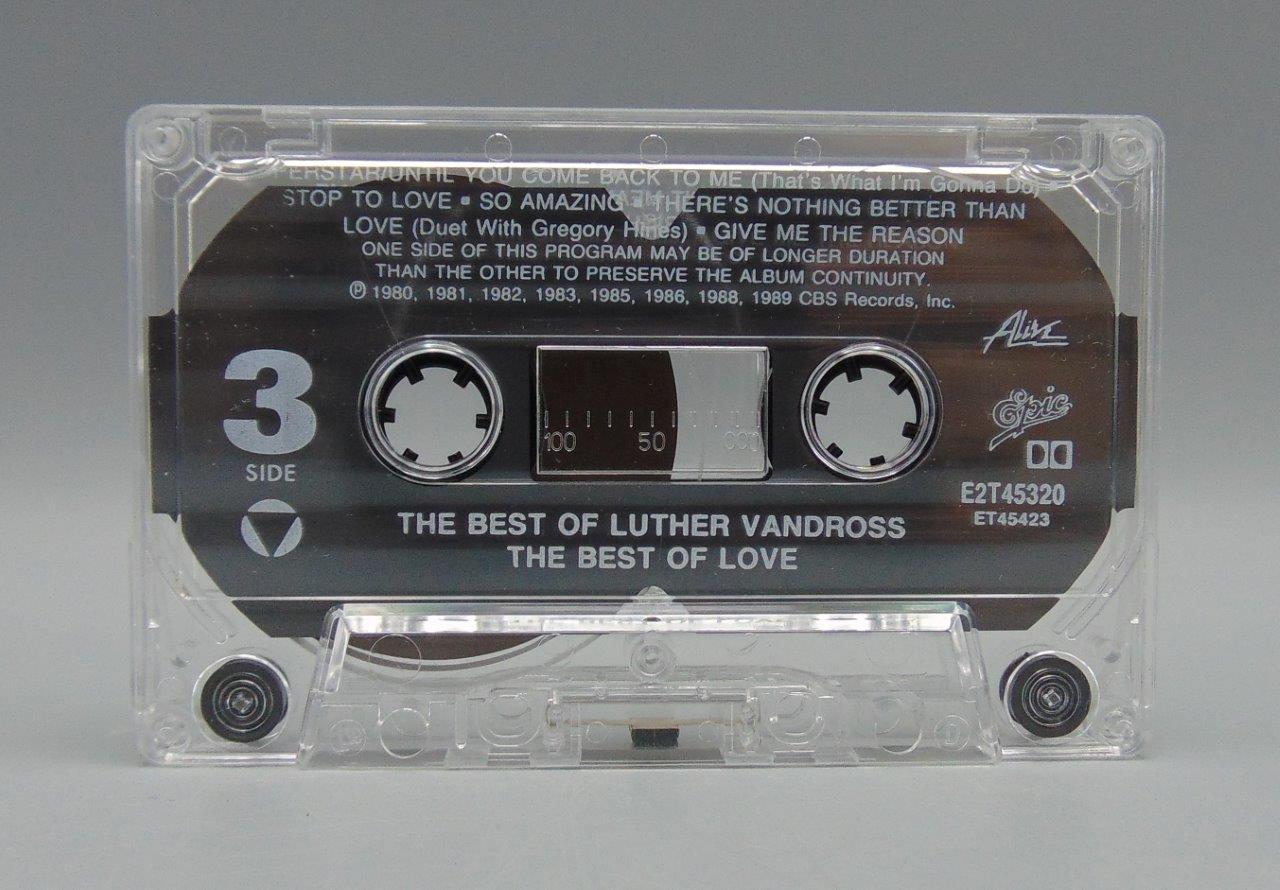 PERSTAR/UNTIL YOU COME BACK TO ME (That's What I'm Gonna Do)
STOP TO LOVE ▪ SO AMAZING ▪ THERE'S NOTHING BETTER THAN
LOVE (Duet With Gregory Hines) ▪ GIVE ME THE REASON
ONE SIDE OF THIS PROGRAM MAY BE OF LONGER DURATION
THAN THE OTHER TO PRESERVE THE ALBUM CONTINUITY.
℗ 1980, 1981, 1982, 1983, 1985, 1986, 1988, 1989 CBS Records, Inc.
Alive
3
SIDE
100 50 000
Epic
E2T45320
ET45423
THE BEST OF LUTHER VANDROSS
THE BEST OF LOVE